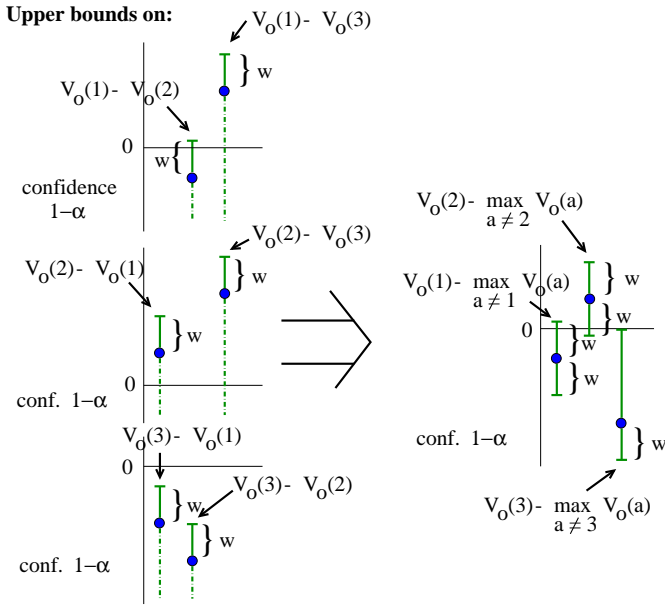 Upper bounds on:
V_o(1)- V_o(3)
} w
V_o(1)- V_o(2)
0
w{
confidence
1−α
V_o(2)- V_o(3)
V_o(2)- V_o(1)
} w
} w
0
conf. 1−α
V_o(3)- V_o(1)
0
} w
V_o(3)- V_o(2)
} w
conf. 1−α
V_o(2)- max V_o(a)
a ≠ 2
V_o(1)- max V_o(a)
a ≠ 1
} w
} w
0
} w
} w
conf. 1−α
} w
V_o(3)- max V_o(a)
a ≠ 3